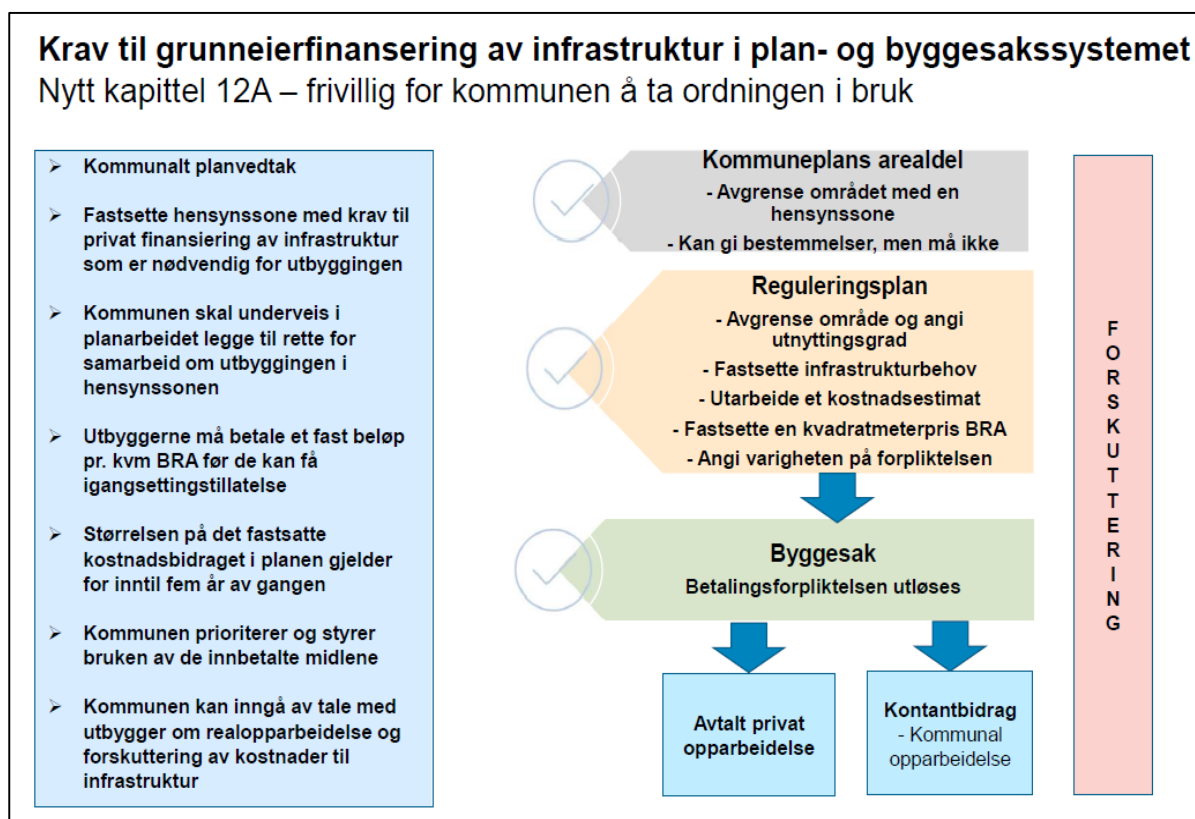 Krav til grunneierfinansering av infrastruktur i plan- og byggesakssystemet
Nytt kapittel 12A – frivillig for kommunen å ta ordningen i bruk
➢ Kommunalt planvedtak
➢ Fastsette hensynssone med krav til
privat finansiering av infrastruktur
som er nødvendig for utbyggingen
➢ Kommunen skal underveis i
planarbeidet legge til rette for
samarbeid om utbyggingen i
hensynssonen
➢ Utbyggerne må betale et fast beløp
pr. kvm BRA før de kan få
igangsettingstillatelse
➢ Størrelsen på det fastsatte
kostnadsbidraget i planen gjelder
for inntil fem år av gangen
➢ Kommunen prioriterer og styrer
bruken av de innbetalte midlene
➢ Kommunen kan inngå av tale med
utbygger om realopparbeidelse og
forskuttering av kostnader til
infrastruktur
Kommuneplans arealdel
- Avgrense området med en
hensynssone
- Kan gi bestemmelser, men må ikke
Reguleringsplan
- Avgrense område og angi
utnyttingsgrad
- Fastsette infrastrukturbehov
- Utarbeide et kostnadsestimat
- Fastsette en kvadratmeterpris BRA
- Angi varigheten på forpliktelsen
Byggesak
Betalingsforpliktelsen utløses
Avtalt privat
opparbeidelse
Kontantbidrag
- Kommunal
opparbeidelse
F
O
R
S
K
U
T
T
E
R
I
N
G